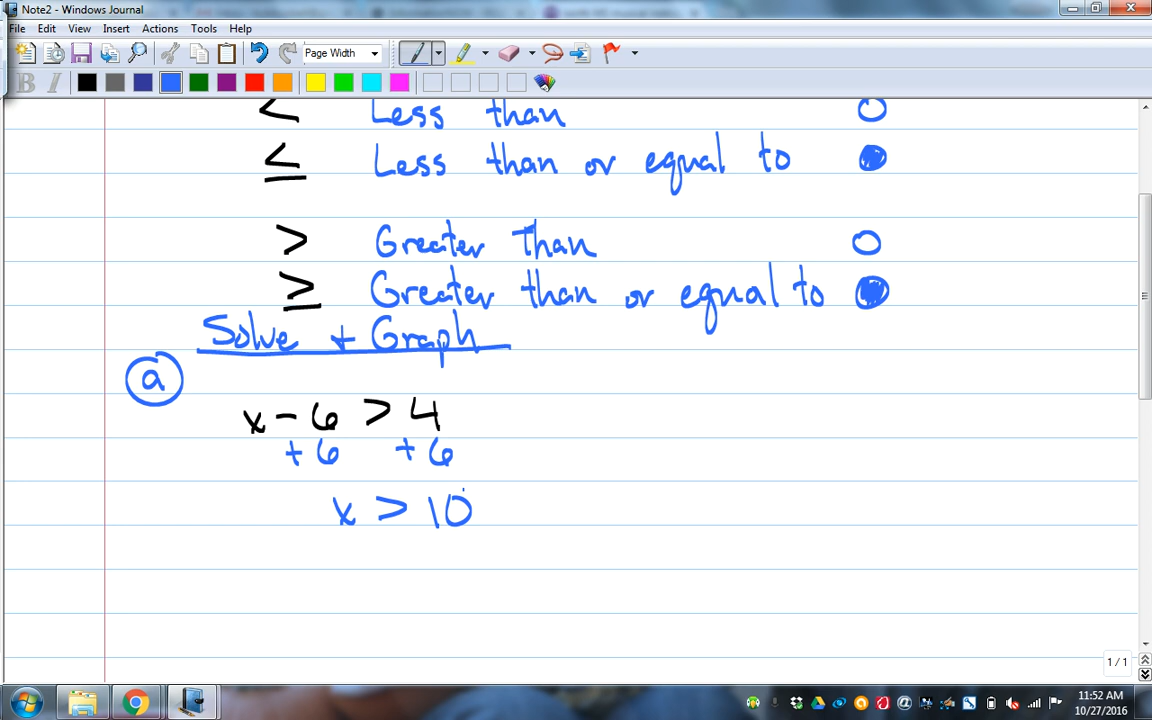 Note2 - Windows Journal
File Edit View Insert Actions Tools Help
Page Width
B I
< Less than
≤ Less than or equal to
> Greater than
≥ Greater than or equal to
Solve + Graph
a
x - 6 > 4
+ 6 + 6
x > 10
1 / 1
11:52 AM
10/27/2016